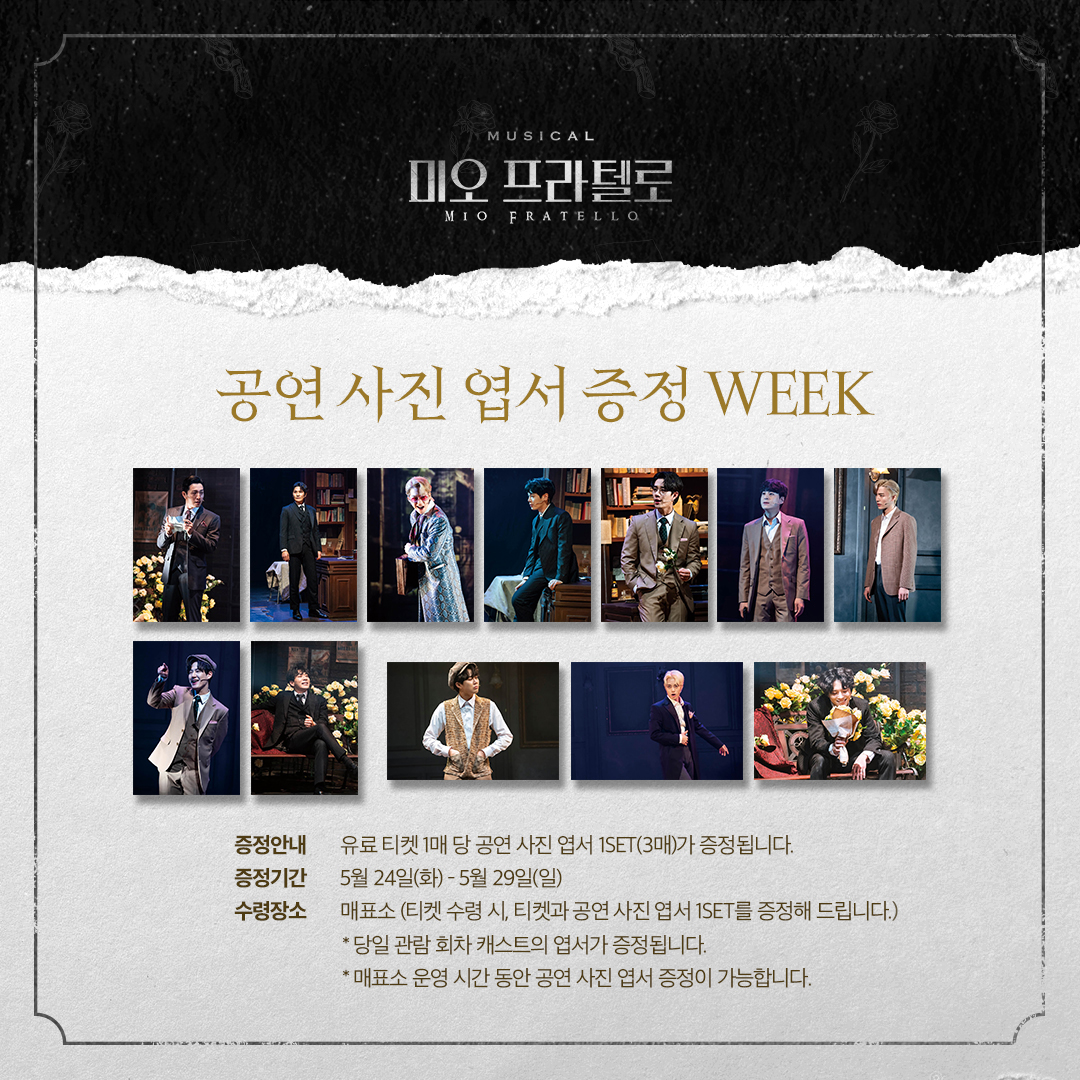 MUSICAL
미오 프라텔로
MIO FRATELLO
공연 사진 엽서 증정 WEEK
증정안내 유료 티켓 1매 당 공연 사진 엽서 1SET(3매)가 증정됩니다.
증정기간 5월 24일(화) - 5월 29일(일)
수령장소 매표소 (티켓 수령 시, 티켓과 공연 사진 엽서 1SET를 증정해 드립니다.)
* 당일 관람 회차 캐스트의 엽서가 증정됩니다.
* 매표소 운영 시간 동안 공연 사진 엽서 증정이 가능합니다.